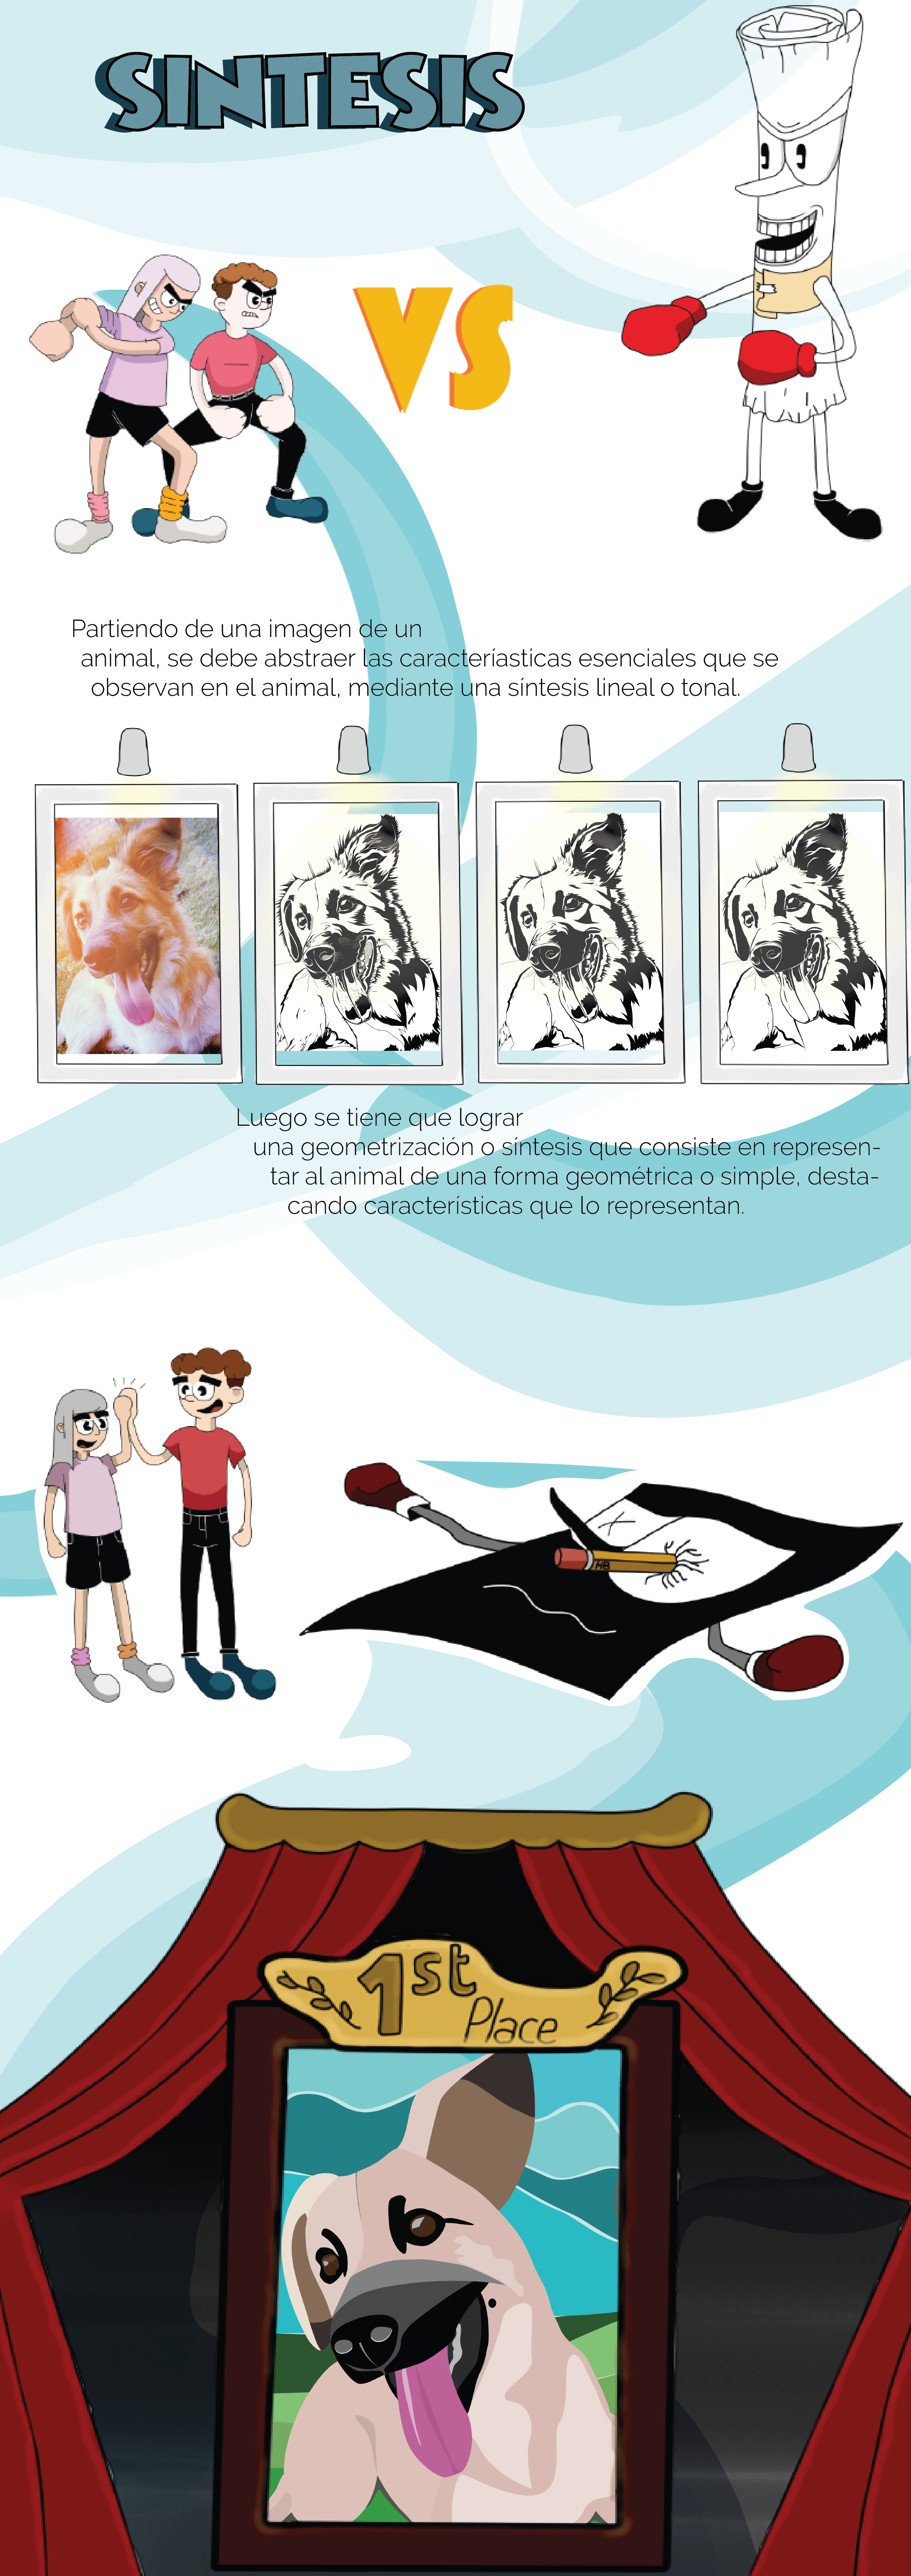 SINTESIS
VS
Partiendo de una imagen de un
animal, se debe abstraer las caracteríasticas esenciales que se
observan en el animal, mediante una síntesis lineal o tonal.
Luego se tiene que lograr
una geometrización o síntesis que consiste en represen-
tar al animal de una forma geométrica o simple, desta-
cando características que lo representan.
HB
1st
Place